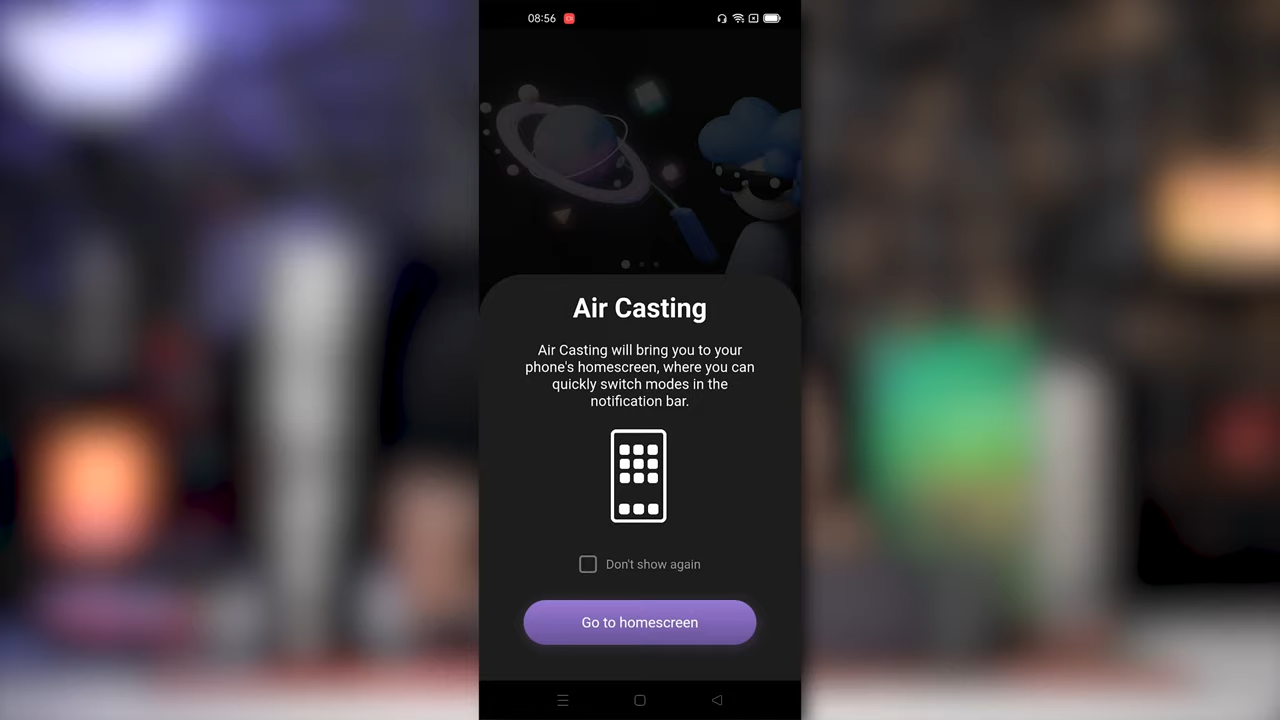 08:56
Air Casting
Air Casting will bring you to your
phone's homescreen, where you can
quickly switch modes in the
notification bar.
Don't show again
Go to homescreen